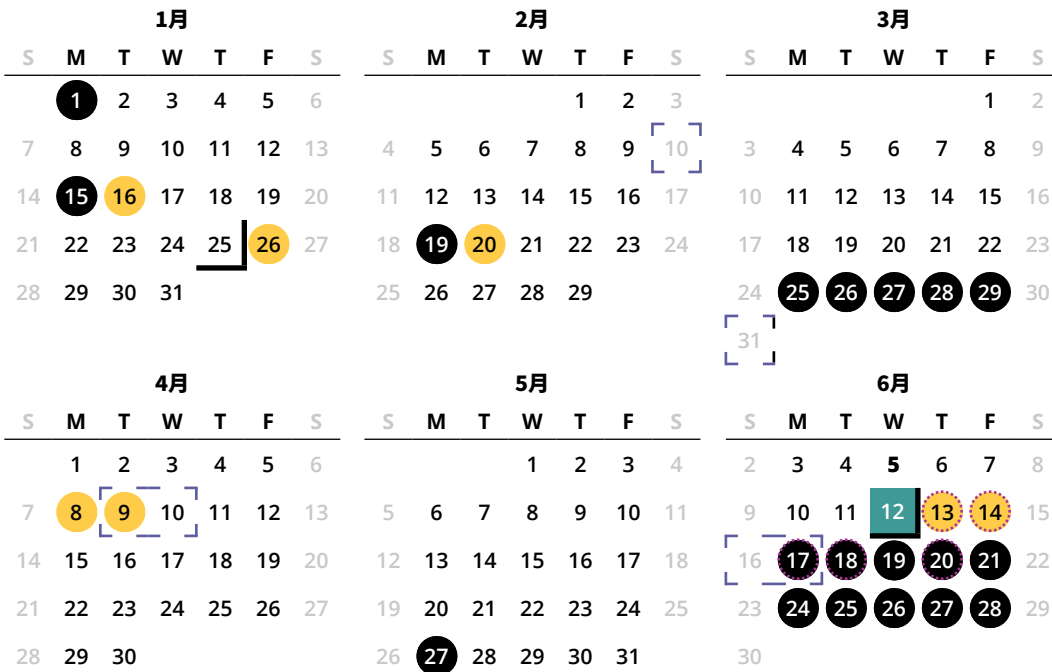 1月
S M T W T F S
1 2 3 4 5 6
7 8 9 10 11 12 13
14 15 16 17 18 19 20
21 22 23 24 25 26 27
28 29 30 31
2月
S M T W T F S
1 2 3
4 5 6 7 8 9 10
11 12 13 14 15 16 17
18 19 20 21 22 23 24
25 26 27 28 29
3月
S M T W T F S
1 2
3 4 5 6 7 8 9
10 11 12 13 14 15 16
17 18 19 20 21 22 23
24 25 26 27 28 29 30
31
4月
S M T W T F S
1 2 3 4 5 6
7 8 9 10 11 12 13
14 15 16 17 18 19 20
21 22 23 24 25 26 27
28 29 30
5月
S M T W T F S
1 2 3 4
5 6 7 8 9 10 11
12 13 14 15 16 17 18
19 20 21 22 23 24 25
26 27 28 29 30 31
6月
S M T W T F S
2 3 4 5 6 7 8
9 10 11 12 13 14 15
16 17 18 19 20 21 22
23 24 25 26 27 28 29
30